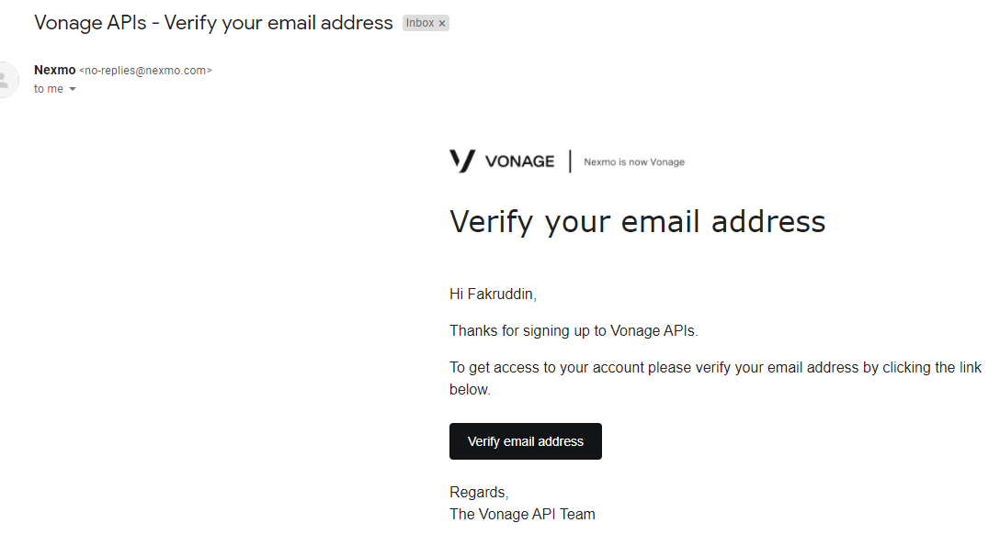 Vonage APIs - Verify your email address Inbox ×
Nexmo <no-replies@nexmo.com>
to me
VONAGE | Nexmo is now Vonage
Verify your email address
Hi Fakruddin,
Thanks for signing up to Vonage APIs.
To get access to your account please verify your email address by clicking the link
below.
Verify email address
Regards,
The Vonage API Team